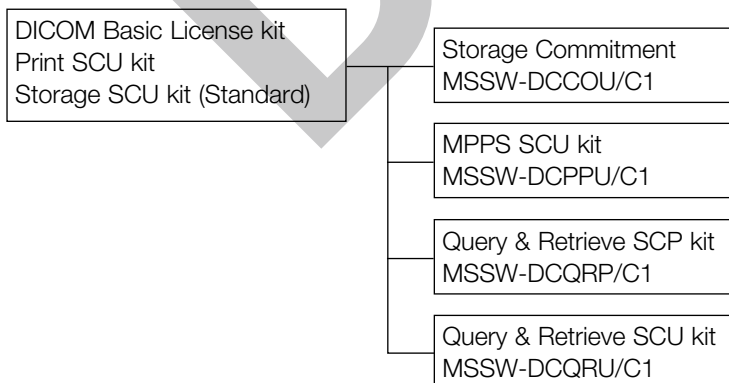 DICOM Basic License kit
Print SCU kit
Storage SCU kit (Standard)
Storage Commitment
MSSW-DCCOU/C1
MPPS SCU kit
MSSW-DCPPU/C1
Query & Retrieve SCP kit
MSSW-DCQRP/C1
Query & Retrieve SCU kit
MSSW-DCQRU/C1